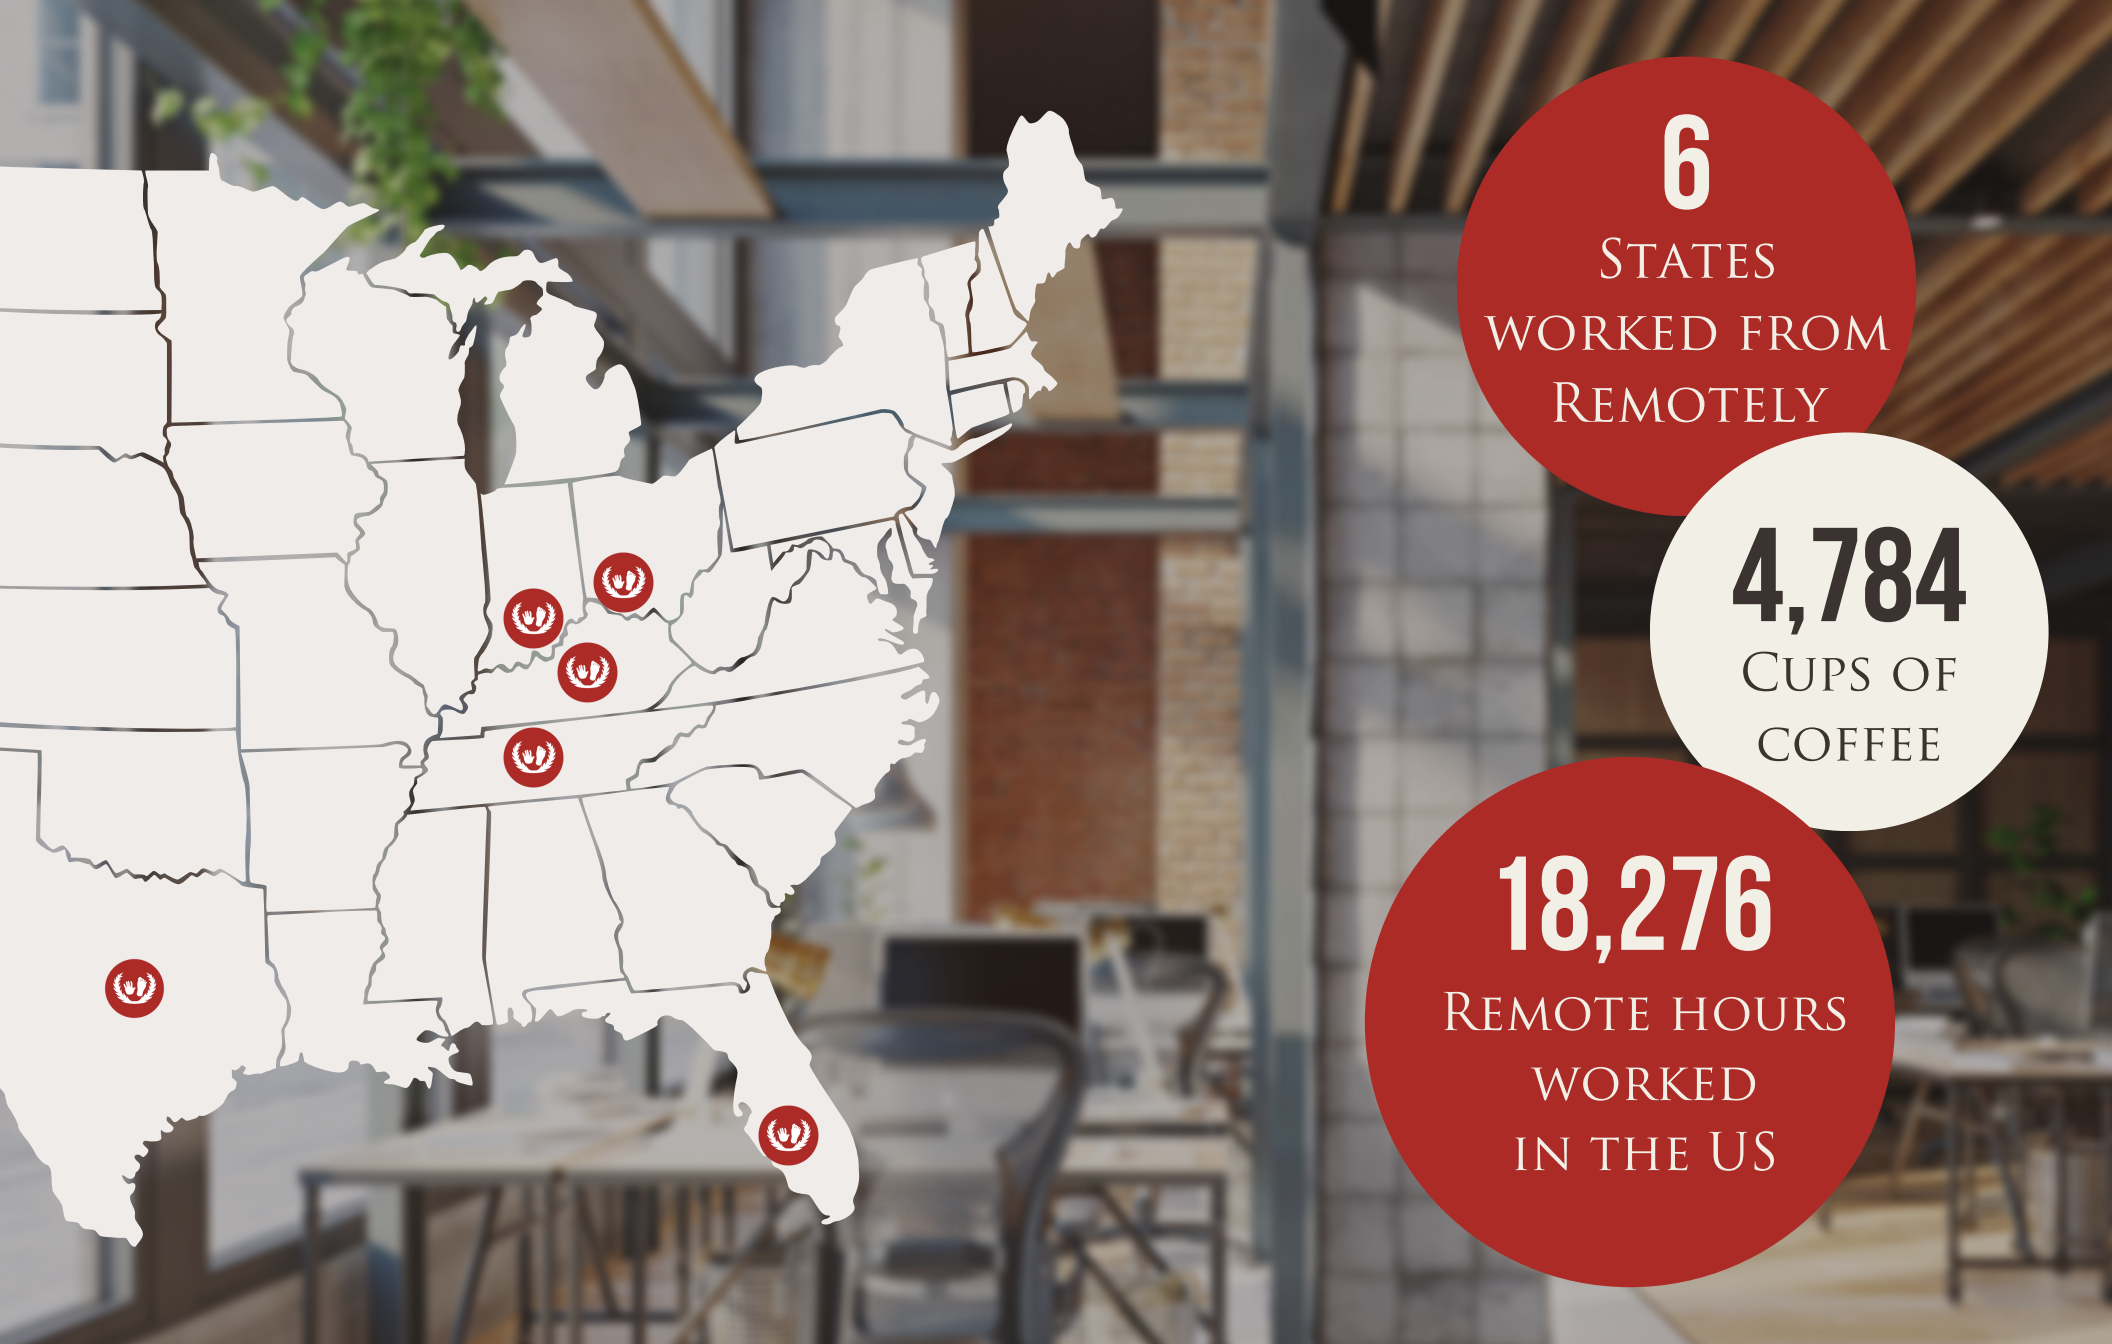 6
States
worked from
Remotely
4,784
Cups of
coffee
18,276
Remote hours
worked
in the US